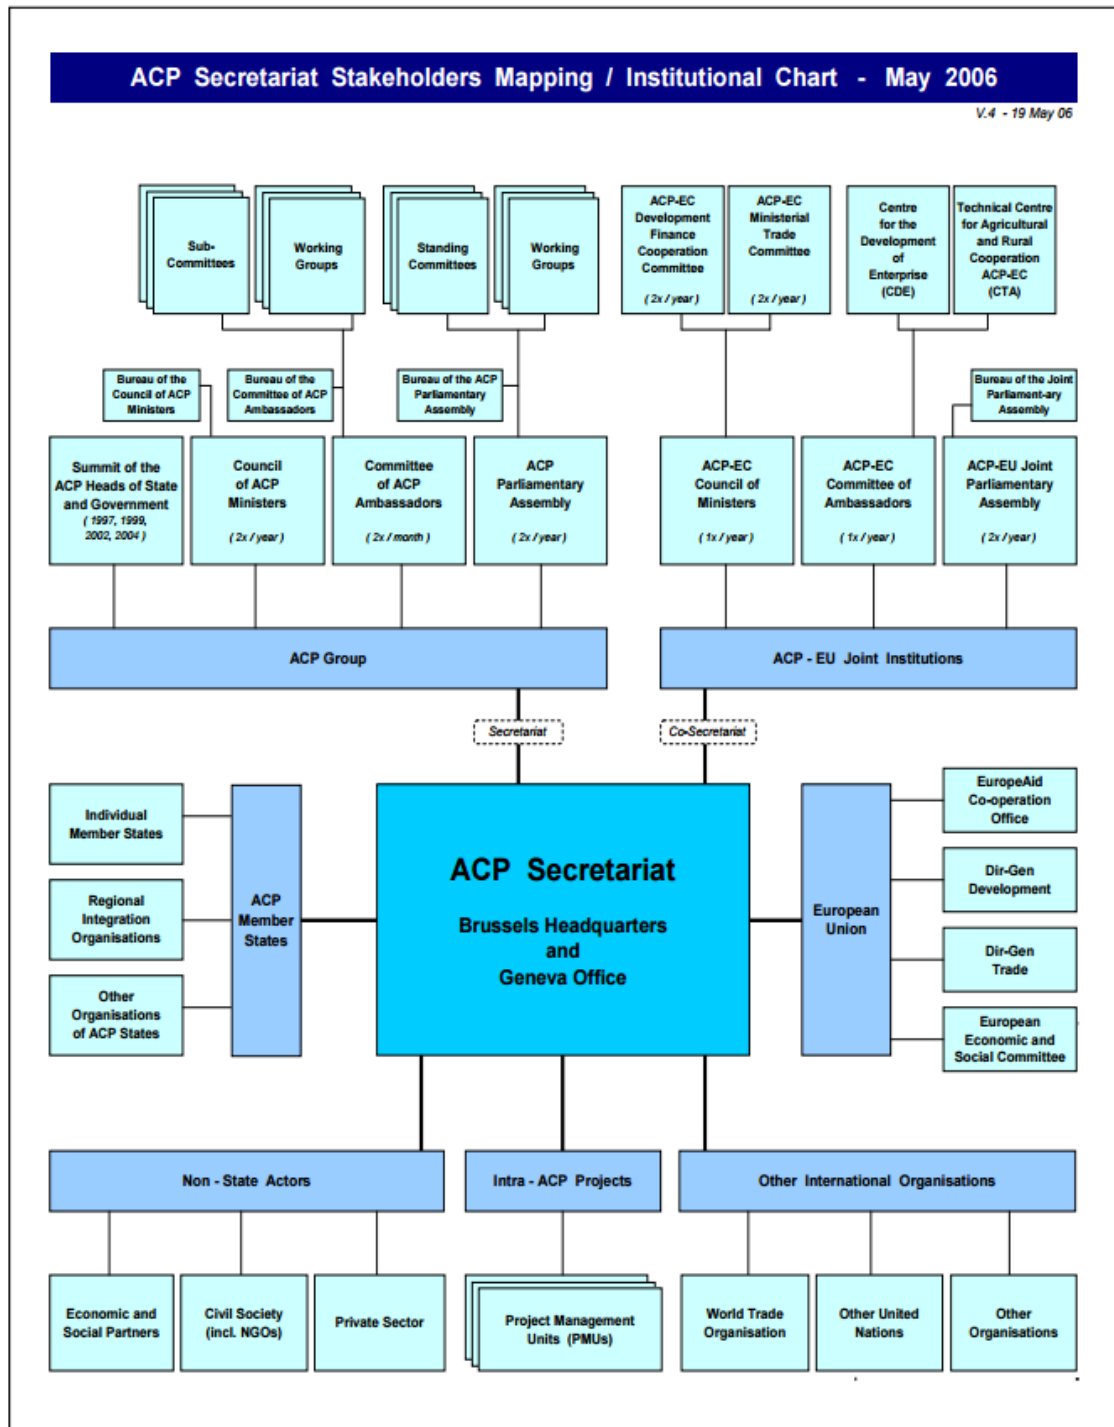 ACP Secretariat Stakeholders Mapping / Institutional Chart - May 2006
V.4 - 19 May 06
Sub-
Committees
Working
Groups
Standing
Committees
Working
Groups
ACP-EC
Development
Finance
Cooperation
Committee
( 2x / year )
ACP-EC
Ministerial
Trade
Committee
( 2x / year )
Centre
for the
Development
of
Enterprise
(CDE)
Technical Centre
for Agricultural
and Rural
Cooperation
ACP-EC
(CTA)
Bureau of the
Council of ACP
Ministers
Bureau of the
Committee of ACP
Ambassadors
Bureau of the ACP
Parliamentary
Assembly
Bureau of the Joint
Parliament-ary
Assembly
Summit of the
ACP Heads of State
and Government
( 1997, 1999,
2002, 2004 )
Council
of ACP
Ministers
( 2x / year )
Committee
of ACP
Ambassadors
( 2x / month )
ACP
Parliamentary
Assembly
( 2x / year )
ACP-EC
Council of
Ministers
( 1x / year )
ACP-EC
Committee of
Ambassadors
( 1x / year )
ACP-EU Joint
Parliamentary
Assembly
( 2x / year )
ACP Group
ACP - EU Joint Institutions
Secretariat
Co-Secretariat
Individual
Member States
Regional
Integration
Organisations
Other
Organisations
of ACP States
ACP
Member
States
ACP Secretariat
Brussels Headquarters
and
Geneva Office
European
Union
EuropeAid
Co-operation
Office
Dir-Gen
Development
Dir-Gen
Trade
European
Economic and
Social Committee
Non - State Actors
Intra - ACP Projects
Other International Organisations
Economic and
Social Partners
Civil Society
(incl. NGOs)
Private Sector
Project Management
Units (PMUs)
World Trade
Organisation
Other United
Nations
Other
Organisations